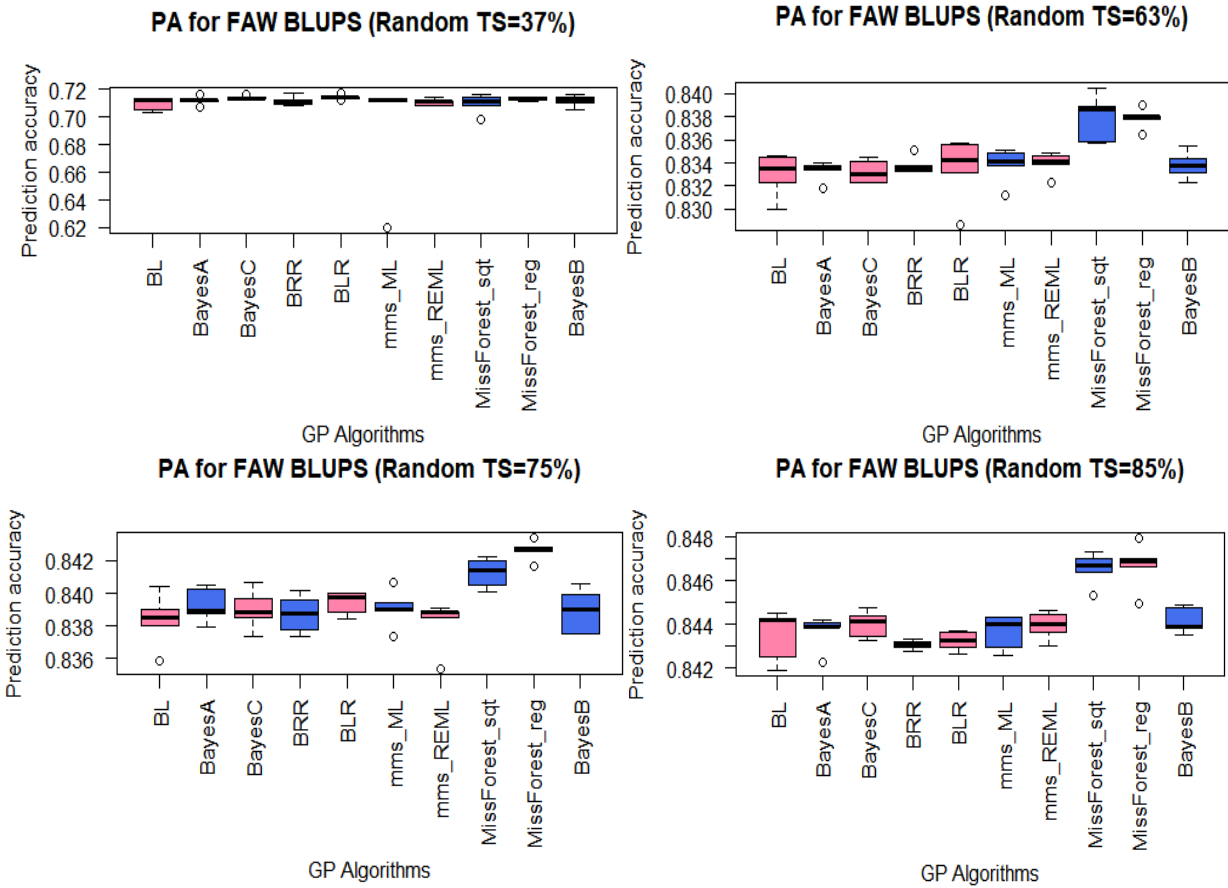 PA for FAW BLUPS (Random TS=37%)
Prediction accuracy
0.72
0.70
0.68
0.66
0.64
0.62
BL
BayesA
BayesC
BRR
BLR
mms_ML
mms_REML
MissForest_sqt
MissForest_reg
BayesB
GP Algorithms
PA for FAW BLUPS (Random TS=63%)
Prediction accuracy
0.840
0.838
0.834
0.832
0.830
BL
BayesA
BayesC
BRR
BLR
mms_ML
mms_REML
MissForest_sqt
MissForest_reg
BayesB
PA for FAW BLUPS (Random TS=75%)
Prediction accuracy
0.842
0.840
0.838
0.836
BL
BayesA
BayesC
BRR
BLR
mms_ML
mms_REML
MissForest_sqt
MissForest_reg
BayesB
GP Algorithms
PA for FAW BLUPS (Random TS=85%)
Prediction accuracy
0.848
0.846
0.844
0.842
BL
BayesA
BayesC
BRR
BLR
mms_ML
mms_REML
MissForest_sqt
MissForest_reg
BayesB
GP Algorithms